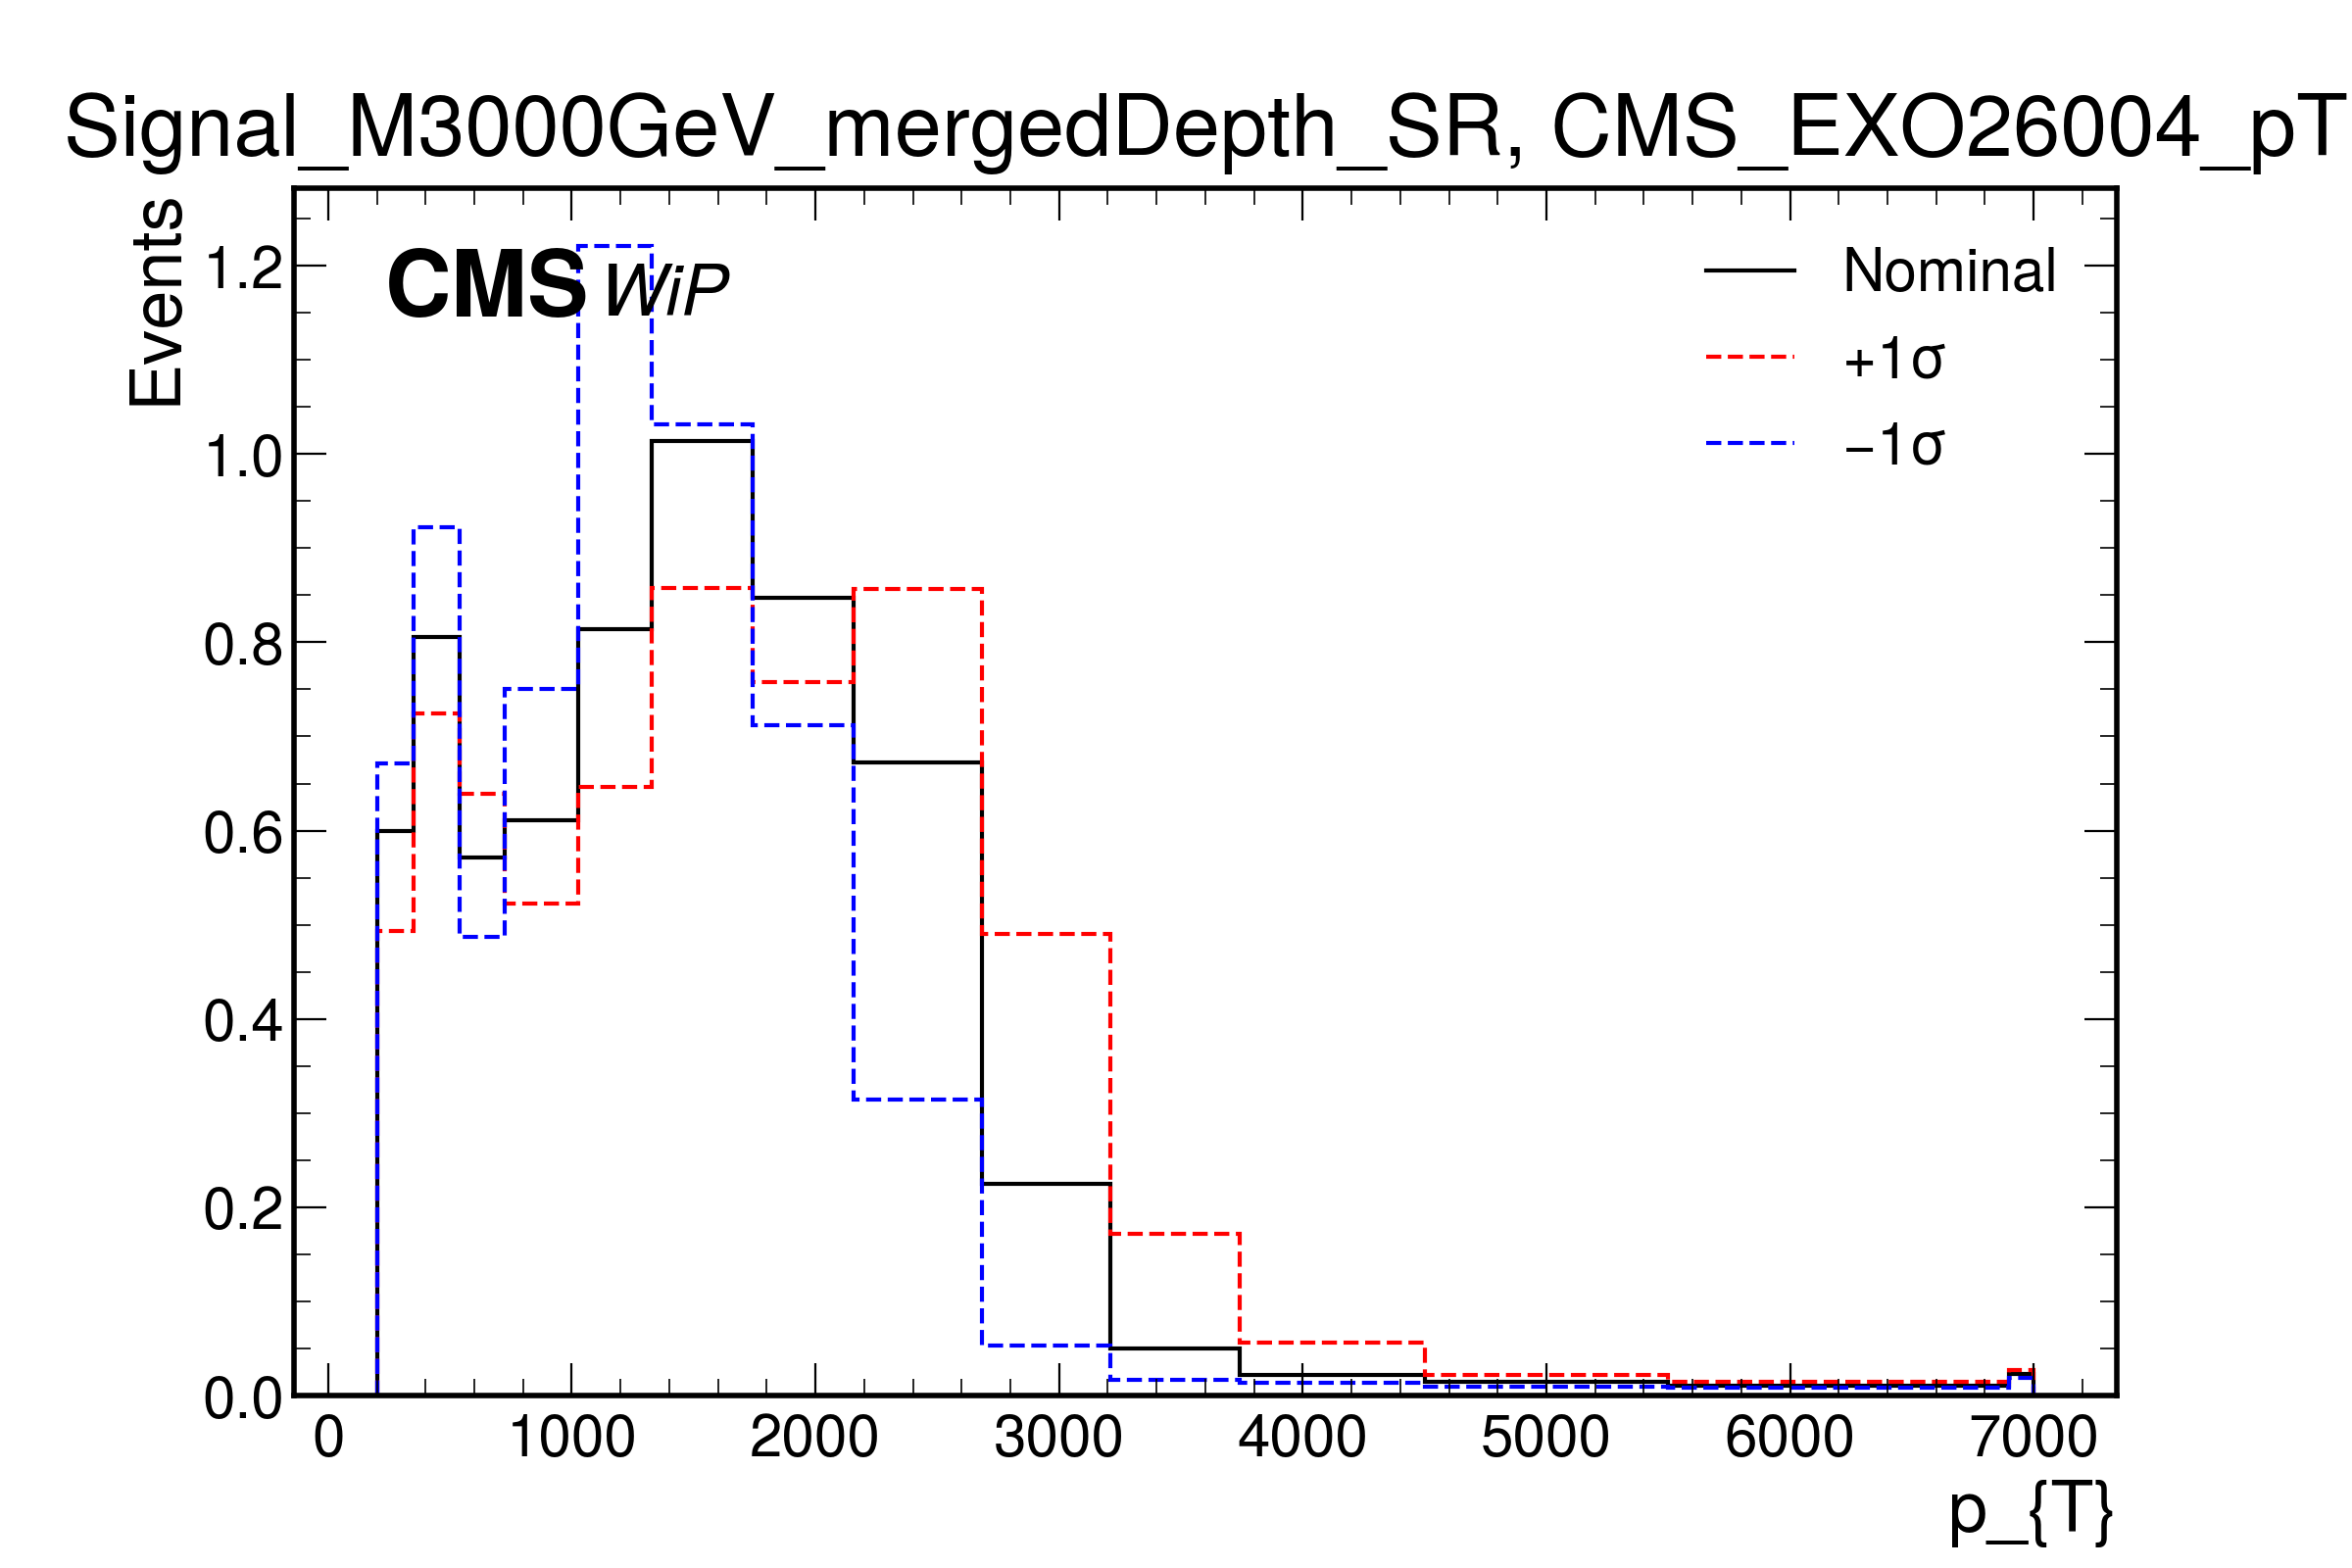 Signal_M3000GeV_mergedDepth_SR, CMS_EXO26004_pT
Events
CMS WiP
Nominal
+1σ
−1σ
1.2
1.0
0.8
0.6
0.4
0.2
0.0
0 1000 2000 3000 4000 5000 6000 7000
p_{T}